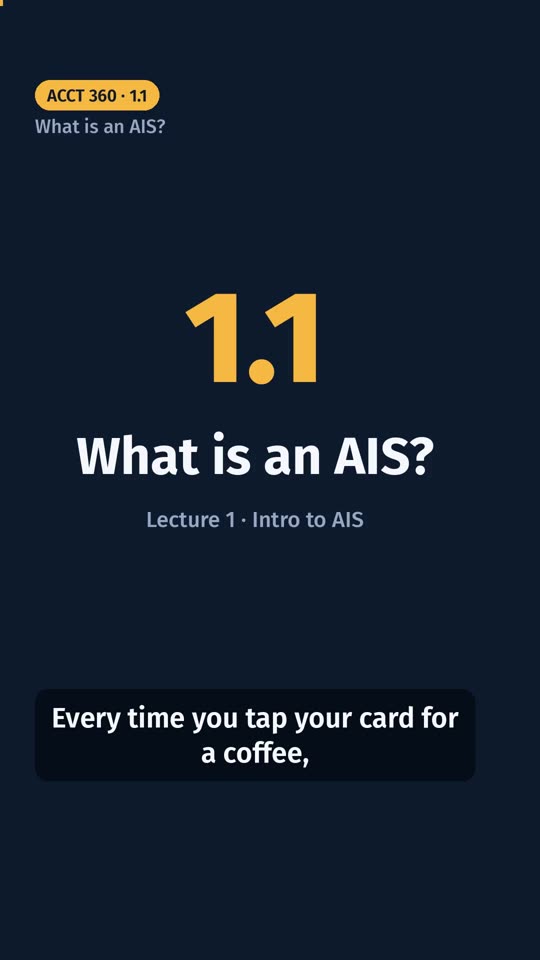 ACCT 360 · 1.1
What is an AIS?
1.1
What is an AIS?
Lecture 1 · Intro to AIS
Every time you tap your card for
a coffee,